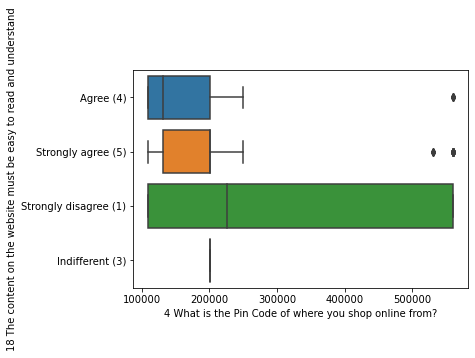 18 The content on the website must be easy to read and understand
Agree (4)
Strongly agree (5)
Strongly disagree (1)
Indifferent (3)
100000 200000 300000 400000 500000
4 What is the Pin Code of where you shop online from?